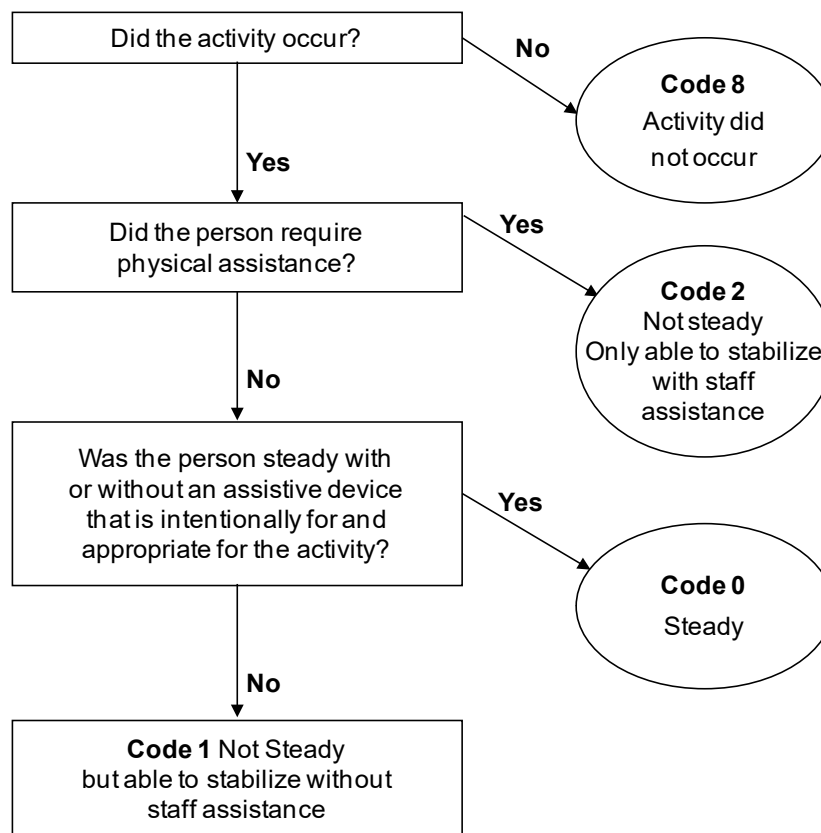 Did the activity occur?
No
Code 8
Activity did
not occur
Yes
Did the person require
physical assistance?
Yes
Code 2
Not steady
Only able to stabilize
with staff
assistance
No
Was the person steady with
or without an assistive device
that is intentionally for and
appropriate for the activity?
Yes
Code 0
Steady
No
Code 1 Not Steady
but able to stabilize without
staff assistance